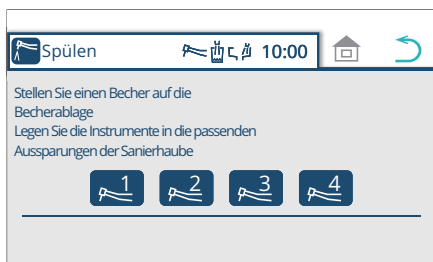 Spülen 10:00
Stellen Sie einen Becher auf die
Becherablage
Legen Sie die Instrumente in die passenden
Aussparungen der Sanierhaube
1 2 3 4